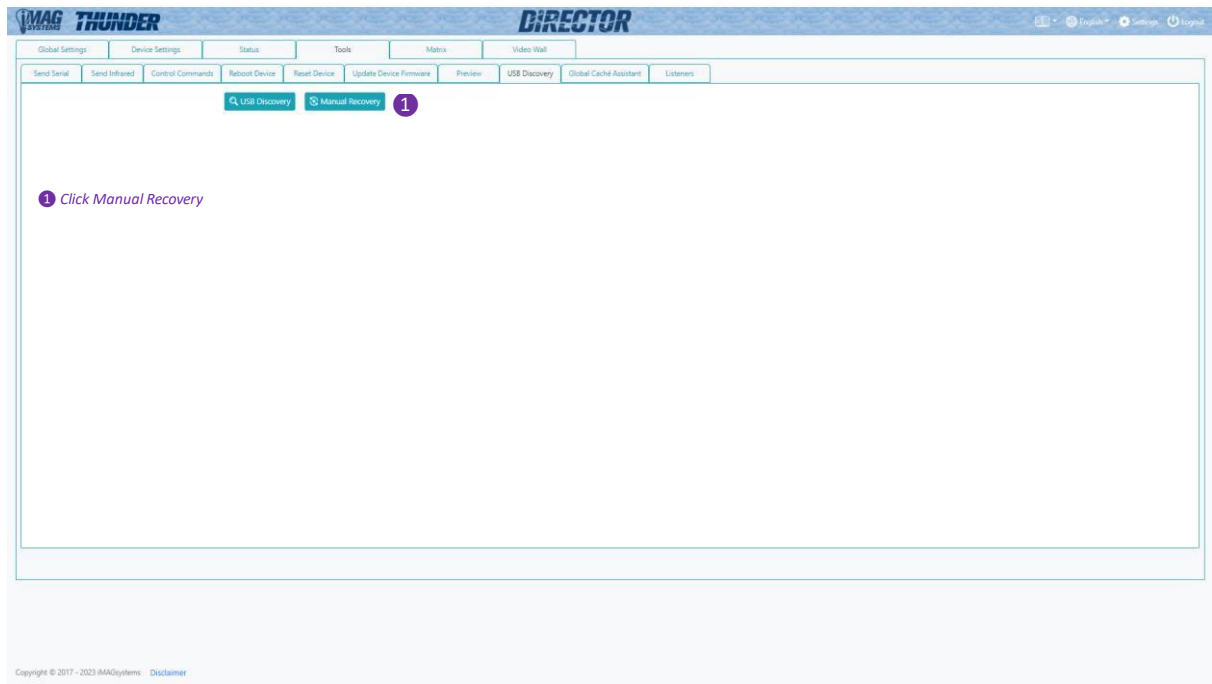 iMAG SYSTEMS THUNDER DiRECTOR English Settings Logout
Global Settings Device Settings Status Tools Matrix Video Wall
Send Serial Send Infrared Control Commands Reboot Device Reset Device Update Device Firmware Preview USB Discovery Global Caché Assistant Listeners
USB Discovery Manual Recovery 1
1 Click Manual Recovery
Copyright © 2017 - 2023 iMAGsystems Disclaimer